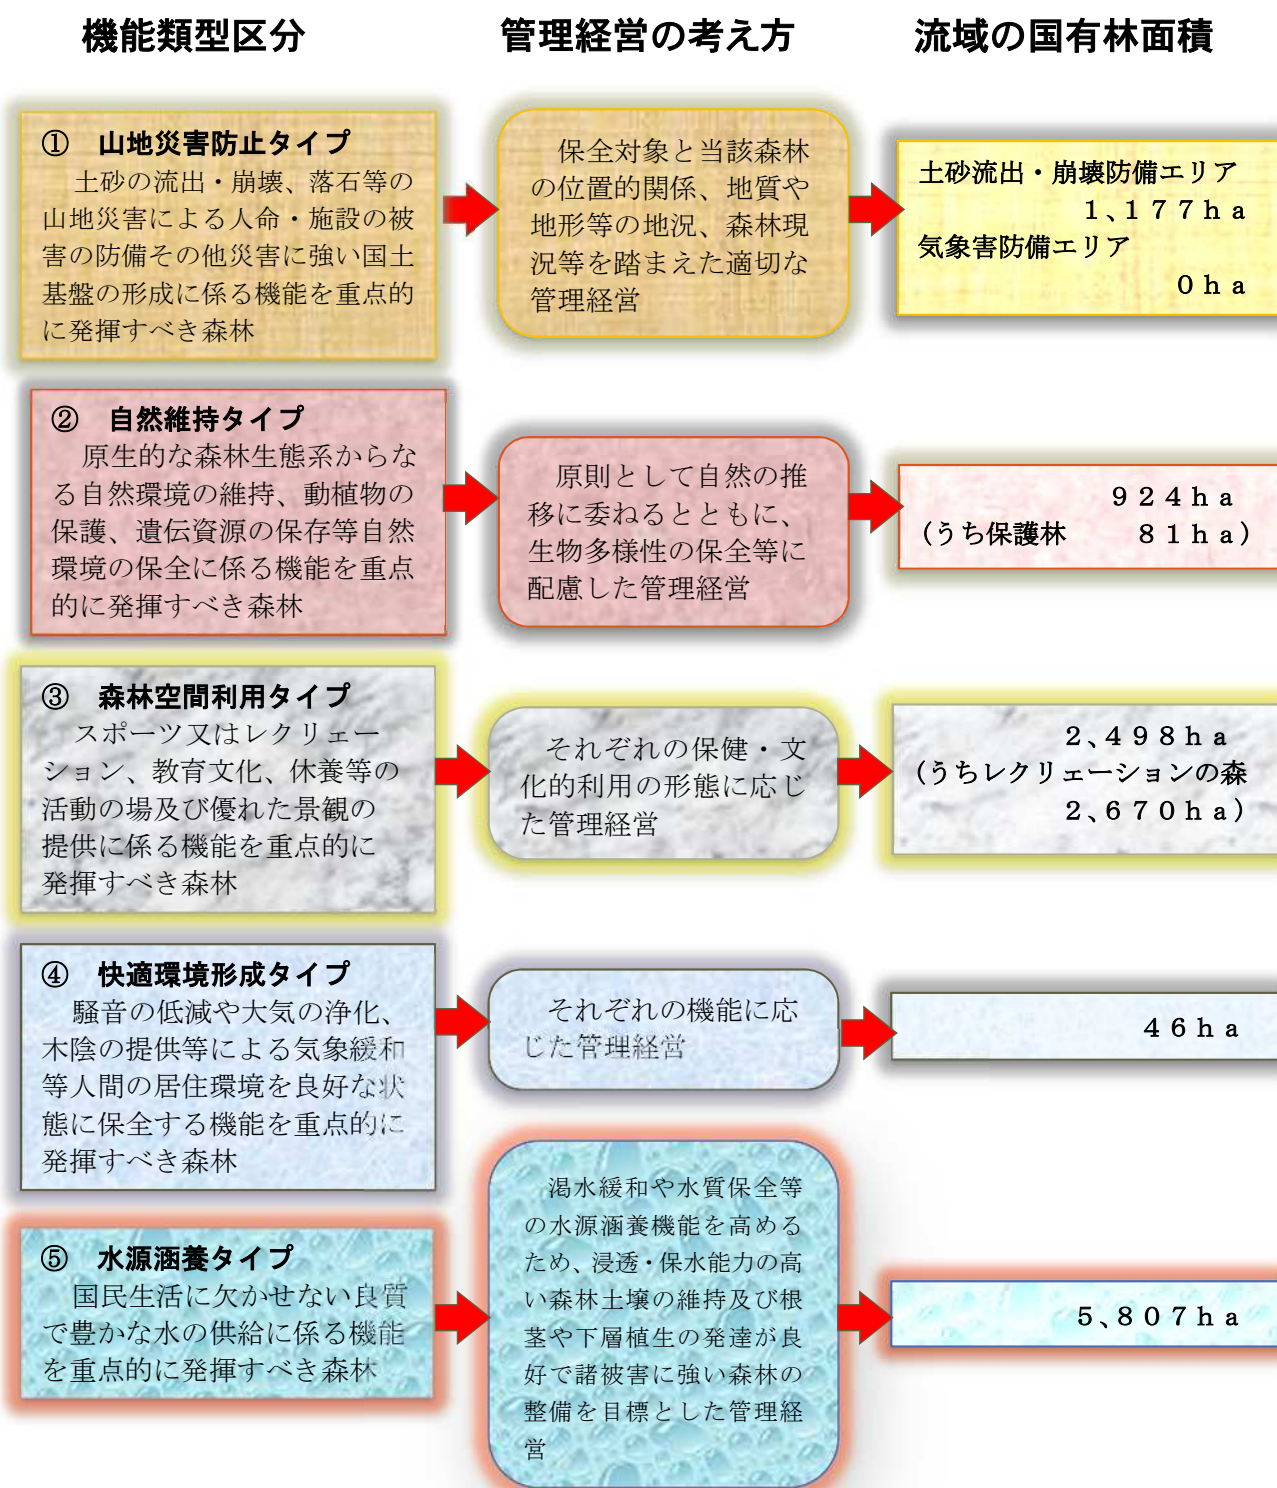 機能類型区分
管理経営の考え方
流域の国有林面積
① 山地災害防止タイプ
土砂の流出・崩壊、落石等の
山地災害による人命・施設の被
害の防備その他災害に強い国土
基盤の形成に係る機能を重点的
に発揮すべき森林
保全対象と当該森林
の位置的関係、地質や
地形等の地況、森林現
況等を踏まえた適切な
管理経営
土砂流出・崩壊防備エリア
1,177ha
気象害防備エリア
0ha
② 自然維持タイプ
原生的な森林生態系からな
る自然環境の維持、動植物の
保護、遺伝資源の保存等自然
環境の保全に係る機能を重点
的に発揮すべき森林
原則として自然の推
移に委ねるとともに、
生物多様性の保全等に
配慮した管理経営
924ha
(うち保護林 81ha)
③ 森林空間利用タイプ
スポーツ又はレクリェー
ション、教育文化、休養等の
活動の場及び優れた景観の
提供に係る機能を重点的に
発揮すべき森林
それぞれの保健・文
化的利用の形態に応じ
た管理経営
2,498ha
(うちレクリェーションの森
2,670ha)
④ 快適環境形成タイプ
騒音の低減や大気の浄化、
木陰の提供等による気象緩和
等人間の居住環境を良好な状
態に保全する機能を重点的に
発揮すべき森林
それぞれの機能に応
じた管理経営
46ha
⑤ 水源涵養タイプ
国民生活に欠かせない良質
で豊かな水の供給に係る機能
を重点的に発揮すべき森林
渇水緩和や水質保全等
の水源涵養機能を高める
ため、浸透・保水能力の高
い森林土壌の維持及び根
茎や下層植生の発達が良
好で諸被害に強い森林の
整備を目標とした管理経
営
5,807ha